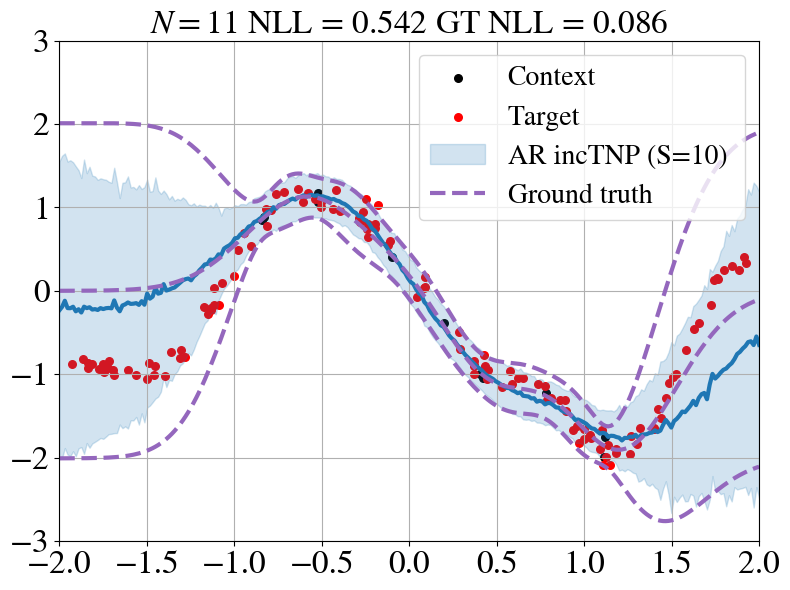 N = 11 NLL = 0.542 GT NLL = 0.086
Context
Target
AR incTNP (S=10)
Ground truth
3
2
1
0
−1
−2
−3
−2.0 −1.5 −1.0 −0.5 0.0 0.5 1.0 1.5 2.0